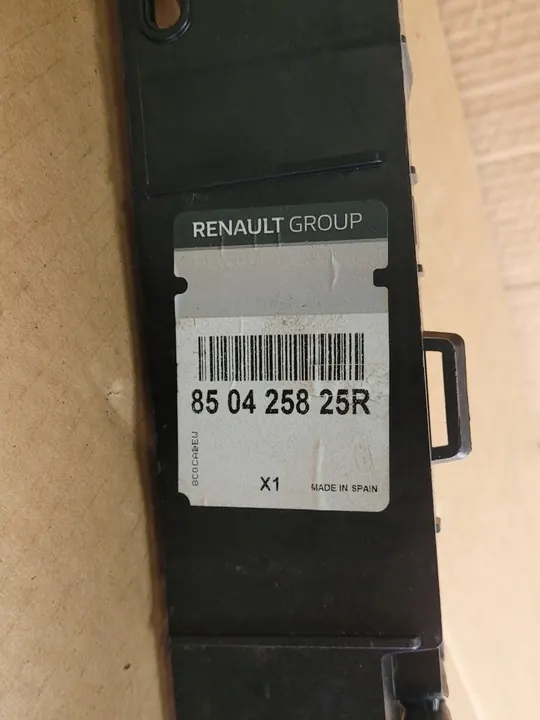 RENAULT GROUP
85 04 258 25R
X1
MADE IN SPAIN